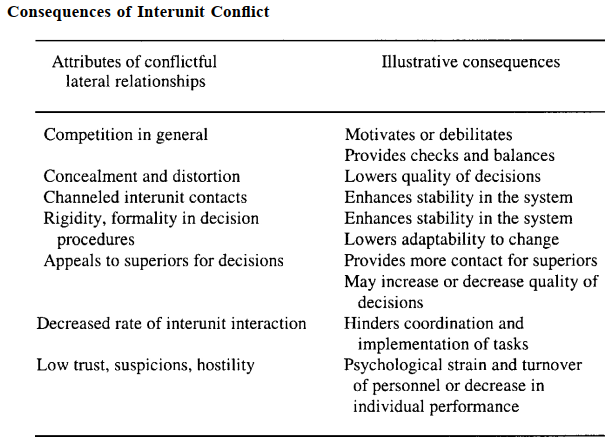 Consequences of Interunit Conflict
Attributes of conflictful Illustrative consequences
lateral relationships
Competition in general Motivates or debilitates
Provides checks and balances
Concealment and distortion Lowers quality of decisions
Channeled interunit contacts Enhances stability in the system
Rigidity, formality in decision Enhances stability in the system
procedures Lowers adaptability to change
Appeals to superiors for decisions Provides more contact for superiors
May increase or decrease quality of
decisions
Decreased rate of interunit interaction Hinders coordination and
implementation of tasks
Low trust, suspicions, hostility Psychological strain and turnover
of personnel or decrease in
individual performance